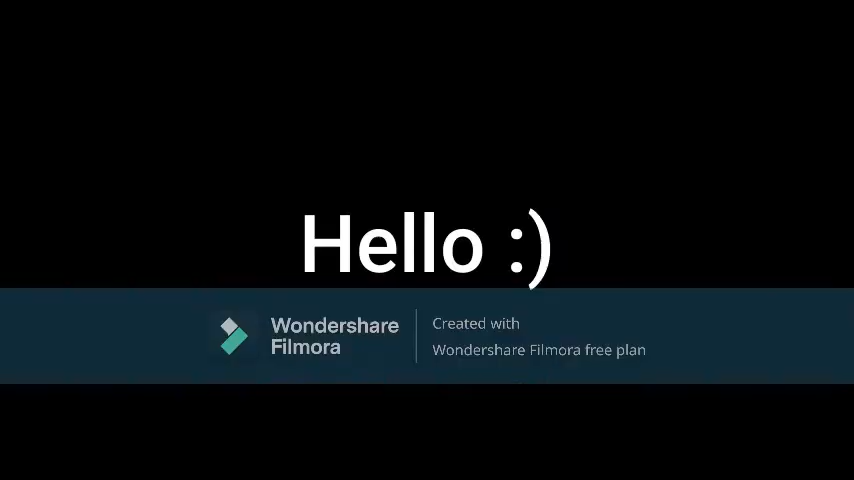 Hello :)
Wondershare
Filmora
Created with
Wondershare Filmora free plan